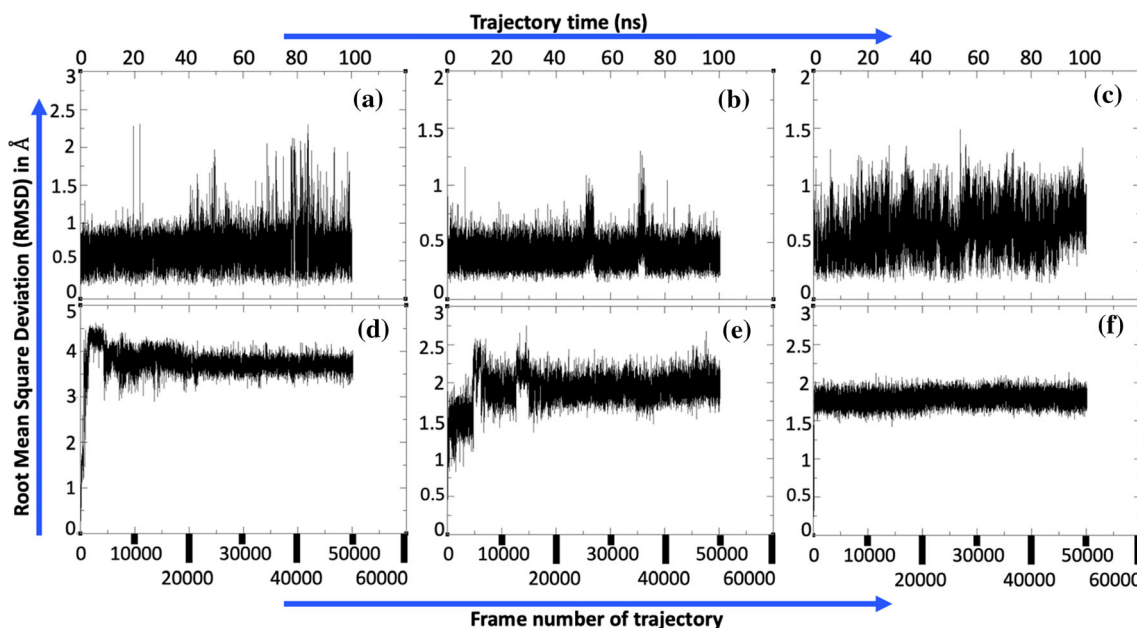 Trajectory time (ns)
0 20 40 60 80 100
0 20 40 60 80 100
0 20 40 60 80 100
Root Mean Square Deviation (RMSD) in Å
3
2.5
2
1.5
1
0.5
0
(a)
2
1.5
1
0.5
0
(b)
2
1.5
1
0.5
0
(c)
5
4
3
2
1
0
(d)
3
2.5
2
1.5
1
0.5
0
(e)
3
2.5
2
1.5
1
0.5
0
(f)
0 10000 30000 50000
20000 40000 60000
0 10000 30000 50000
20000 40000 60000
0 10000 30000 50000
20000 40000 60000
Frame number of trajectory